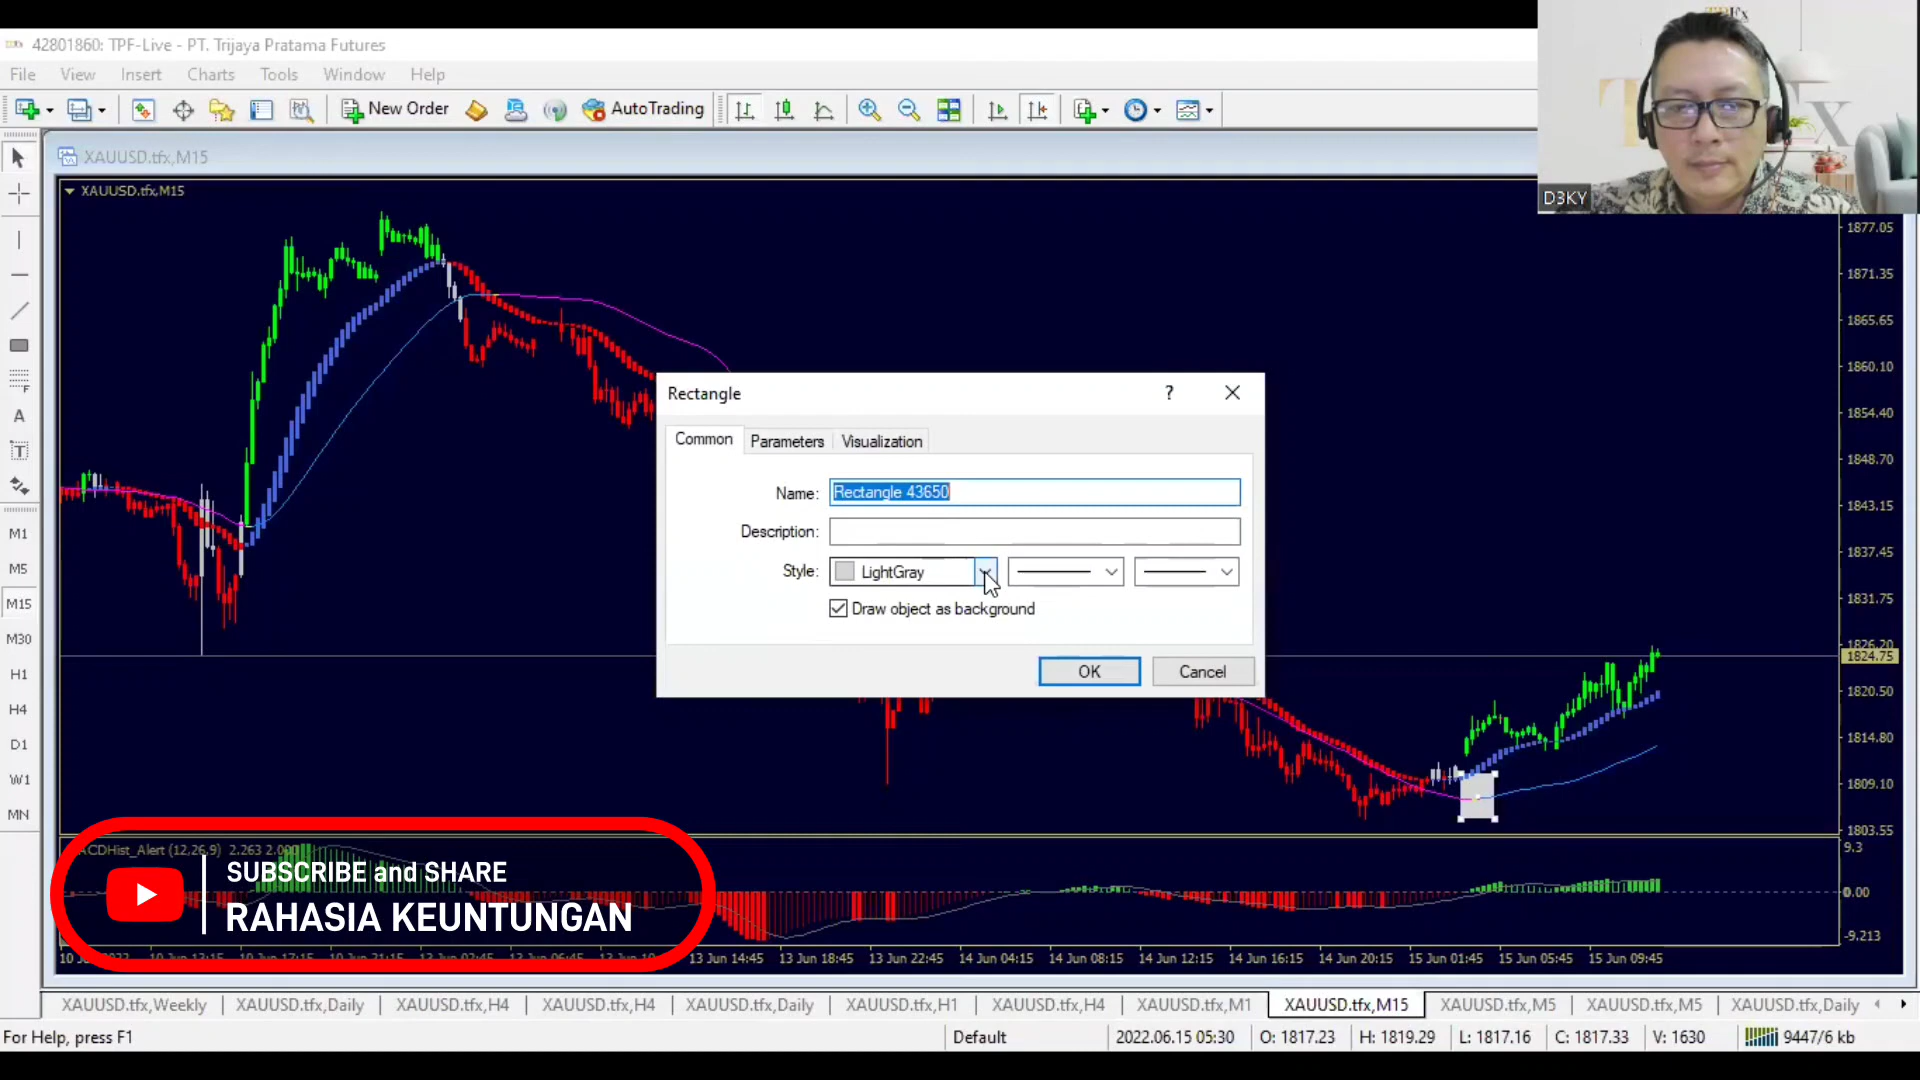 42801860: TPF-Live - PT. Trijaya Pratama Futures
File View Insert Charts Tools Window Help
New Order AutoTrading
D3KY
XAUUSD.tfx,M15
XAUUSD.tfx,M15
1877.05
1871.35
1865.65
1860.10
1854.40
1848.70
1843.15
1837.45
1831.75
1826.20
1824.75
1820.50
1814.80
1809.10
1803.55
Rectangle
Common Parameters Visualization
Name: Rectangle 43650
Description:
Style: LightGray
Draw object as background
OK Cancel
M1
M5
M15
M30
H1
H4
D1
W1
MN
CDHist_Alert (12,26,9) 2.263
9.3
0.00
-9.213
SUBSCRIBE and SHARE
RAHASIA KEUNTUNGAN
13 Jun 14:45 13 Jun 18:45 13 Jun 22:45 14 Jun 04:15 14 Jun 08:15 14 Jun 12:15 14 Jun 16:15 14 Jun 20:15 15 Jun 01:45 15 Jun 05:45 15 Jun 09:45
XAUUSD.tfx,Weekly XAUUSD.tfx,Daily XAUUSD.tfx,H4 XAUUSD.tfx,H4 XAUUSD.tfx,Daily XAUUSD.tfx,H1 XAUUSD.tfx,H4 XAUUSD.tfx,M1 XAUUSD.tfx,M15 XAUUSD.tfx,M5 XAUUSD.tfx,M5 XAUUSD.tfx,Daily
For Help, press F1 Default 2022.06.15 05:30 O: 1817.23 H: 1819.29 L: 1817.16 C: 1817.33 V: 1630 9447/6 kb